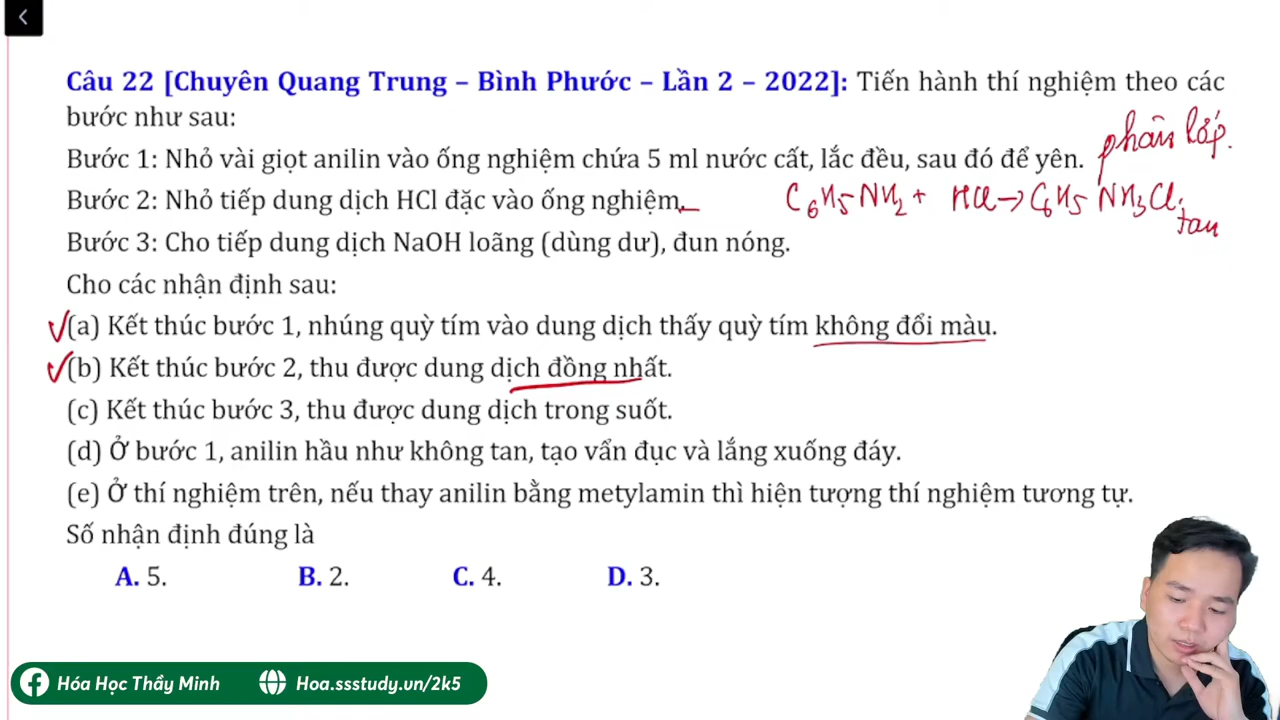 Câu 22 [Chuyên Quang Trung – Bình Phước – Lần 2 – 2022]: Tiến hành thí nghiệm theo các
bước như sau:
phân lớp.
Bước 1: Nhỏ vài giọt anilin vào ống nghiệm chứa 5 ml nước cất, lắc đều, sau đó để yên.
Bước 2: Nhỏ tiếp dung dịch HCl đặc vào ống nghiệm.
C6H5NH2 + HCl → C6H5NH3Cl.
tan
Bước 3: Cho tiếp dung dịch NaOH loãng (dùng dư), đun nóng.
Cho các nhận định sau:
(a) Kết thúc bước 1, nhúng quỳ tím vào dung dịch thấy quỳ tím không đổi màu.
(b) Kết thúc bước 2, thu được dung dịch đồng nhất.
(c) Kết thúc bước 3, thu được dung dịch trong suốt.
(d) Ở bước 1, anilin hầu như không tan, tạo vẩn đục và lắng xuống đáy.
(e) Ở thí nghiệm trên, nếu thay anilin bằng metylamin thì hiện tượng thí nghiệm tương tự.
Số nhận định đúng là
A. 5. B. 2. C. 4. D. 3.
Hóa Học Thầy Minh Hoa.ssstudy.vn/2k5